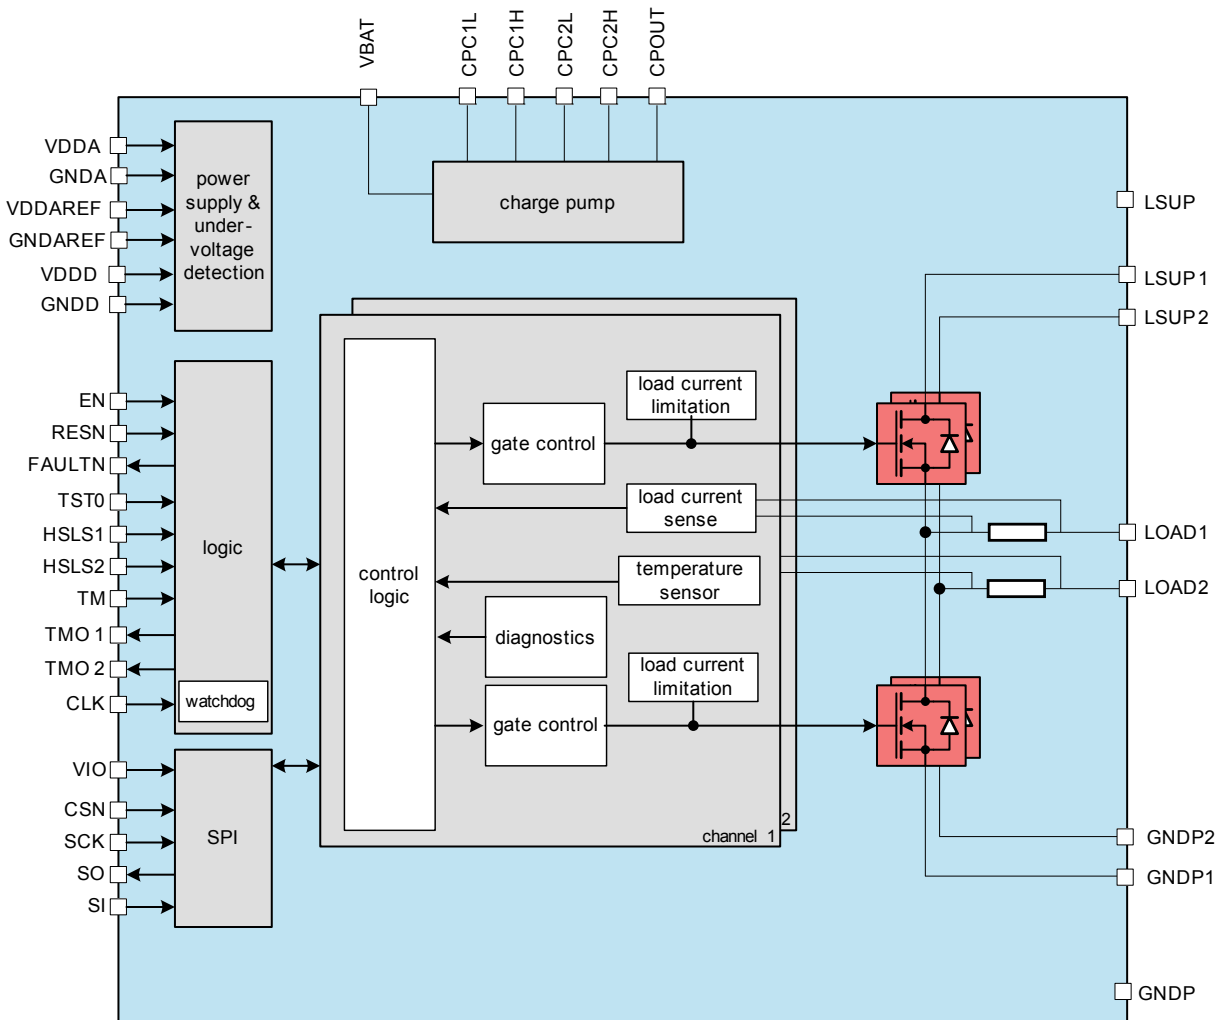 VBAT
CPC1L
CPC1H
CPC2L
CPC2H
CPOUT
VDDA
GNDA
VDDAREF
GNDAREF
VDDD
GNDD
power
supply &
under-
voltage
detection
charge pump
LSUP
LSUP1
LSUP2
EN
RESN
FAULTN
TST0
HSLS1
HSLS2
TM
TMO 1
TMO 2
CLK
logic
watchdog
control
logic
gate control
load current
limitation
load current
sense
temperature
sensor
diagnostics
load current
limitation
gate control
LOAD1
LOAD2
VIO
CSN
SCK
SO
SI
SPI
2
channel 1
GNDP2
GNDP1
GNDP